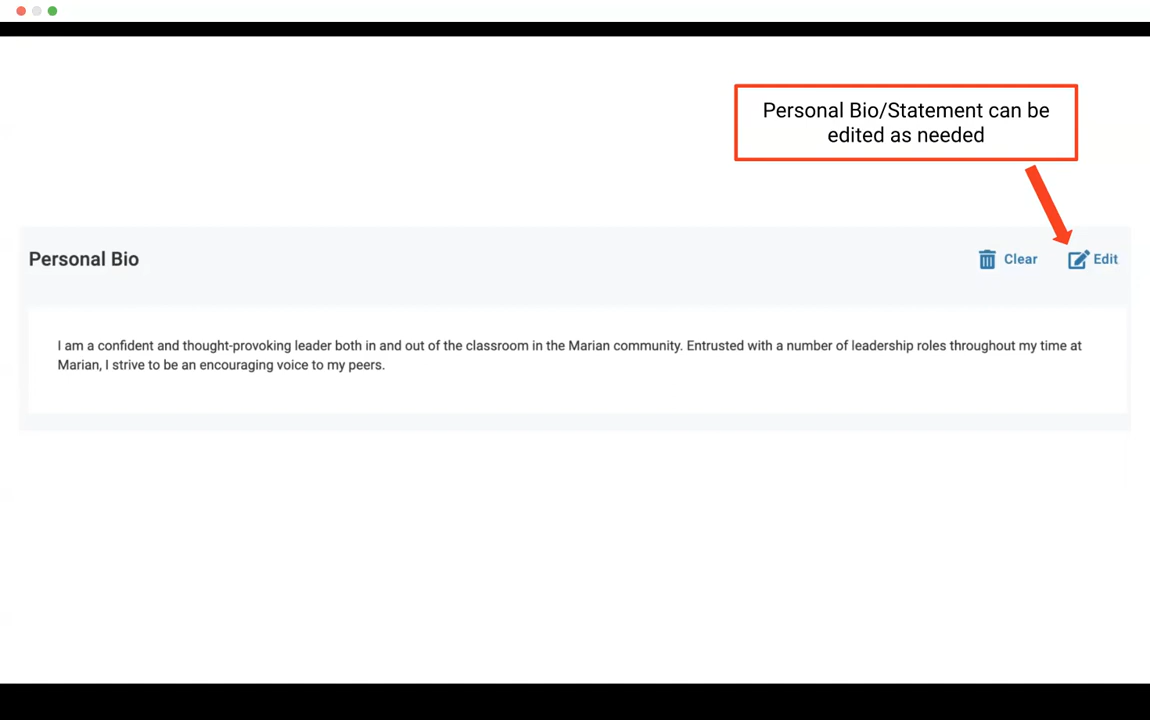 Personal Bio/Statement can be
edited as needed
Personal Bio
Clear
Edit
I am a confident and thought-provoking leader both in and out of the classroom in the Marian community. Entrusted with a number of leadership roles throughout my time at
Marian, I strive to be an encouraging voice to my peers.